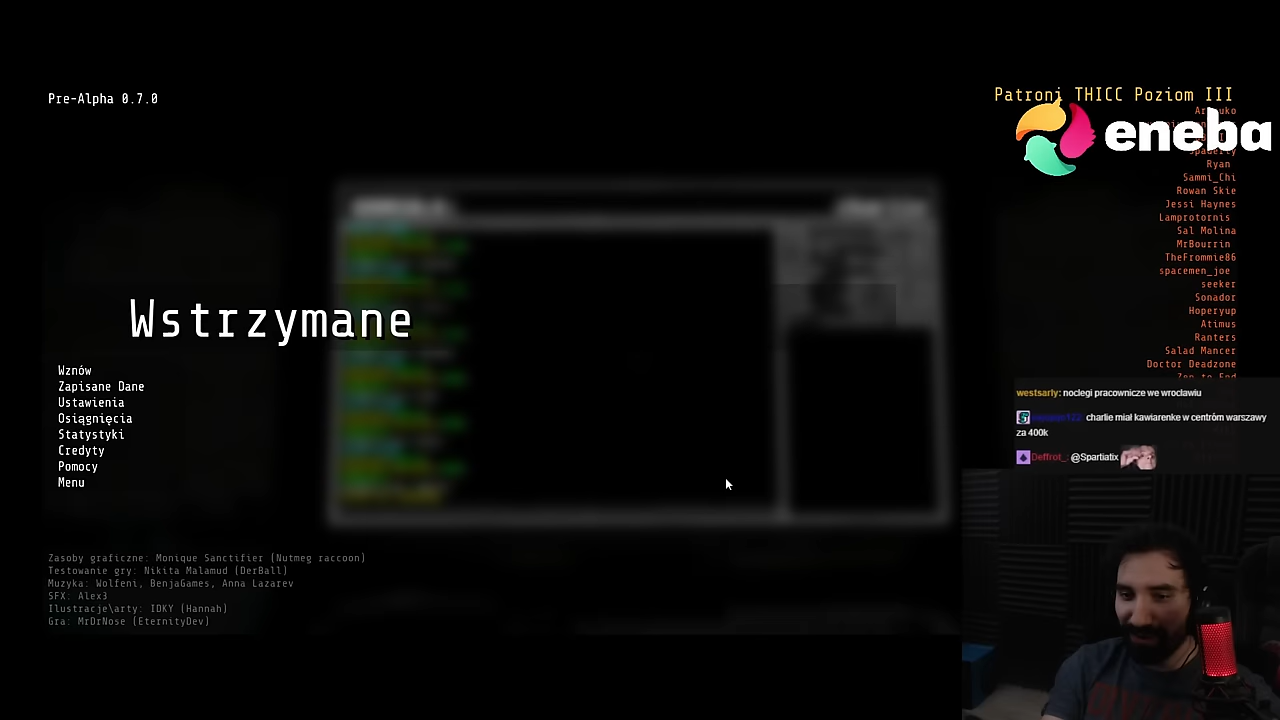 Pre-Alpha 0.7.0
Patroni THICC Poziom III
eneba
Ryan
Sammi_Chi
Rowan Skie
Jessi Haynes
Lamprotornis
Sal Molina
MrBourrin
TheFrommie86
spacemen_joe
seeker
Sonador
Hoperyup
Atimus
Ranters
Salad Mancer
Doctor Deadzone
Wstrzymane
Wznów
Zapisane Dane
Ustawienia
Osiągnięcia
Statystyki
Credyty
Pomocy
Menu
westsarly: noclegi pracownicze we wrocławiu
charlie miał kawiarenke w centróm warszawy
za 400k
Deffrot_: @Spartiatix
Zasoby graficzne: Monique Sanctifier (Nutmeg raccoon)
Testowanie gry: Nikita Malamud (DerBall)
Muzyka: Wolfeni, BenjaGames, Anna Lazarev
SFX: Alex3
Ilustracje\arty: IDKY (Hannah)
Gra: MrDrNose (EternityDev)